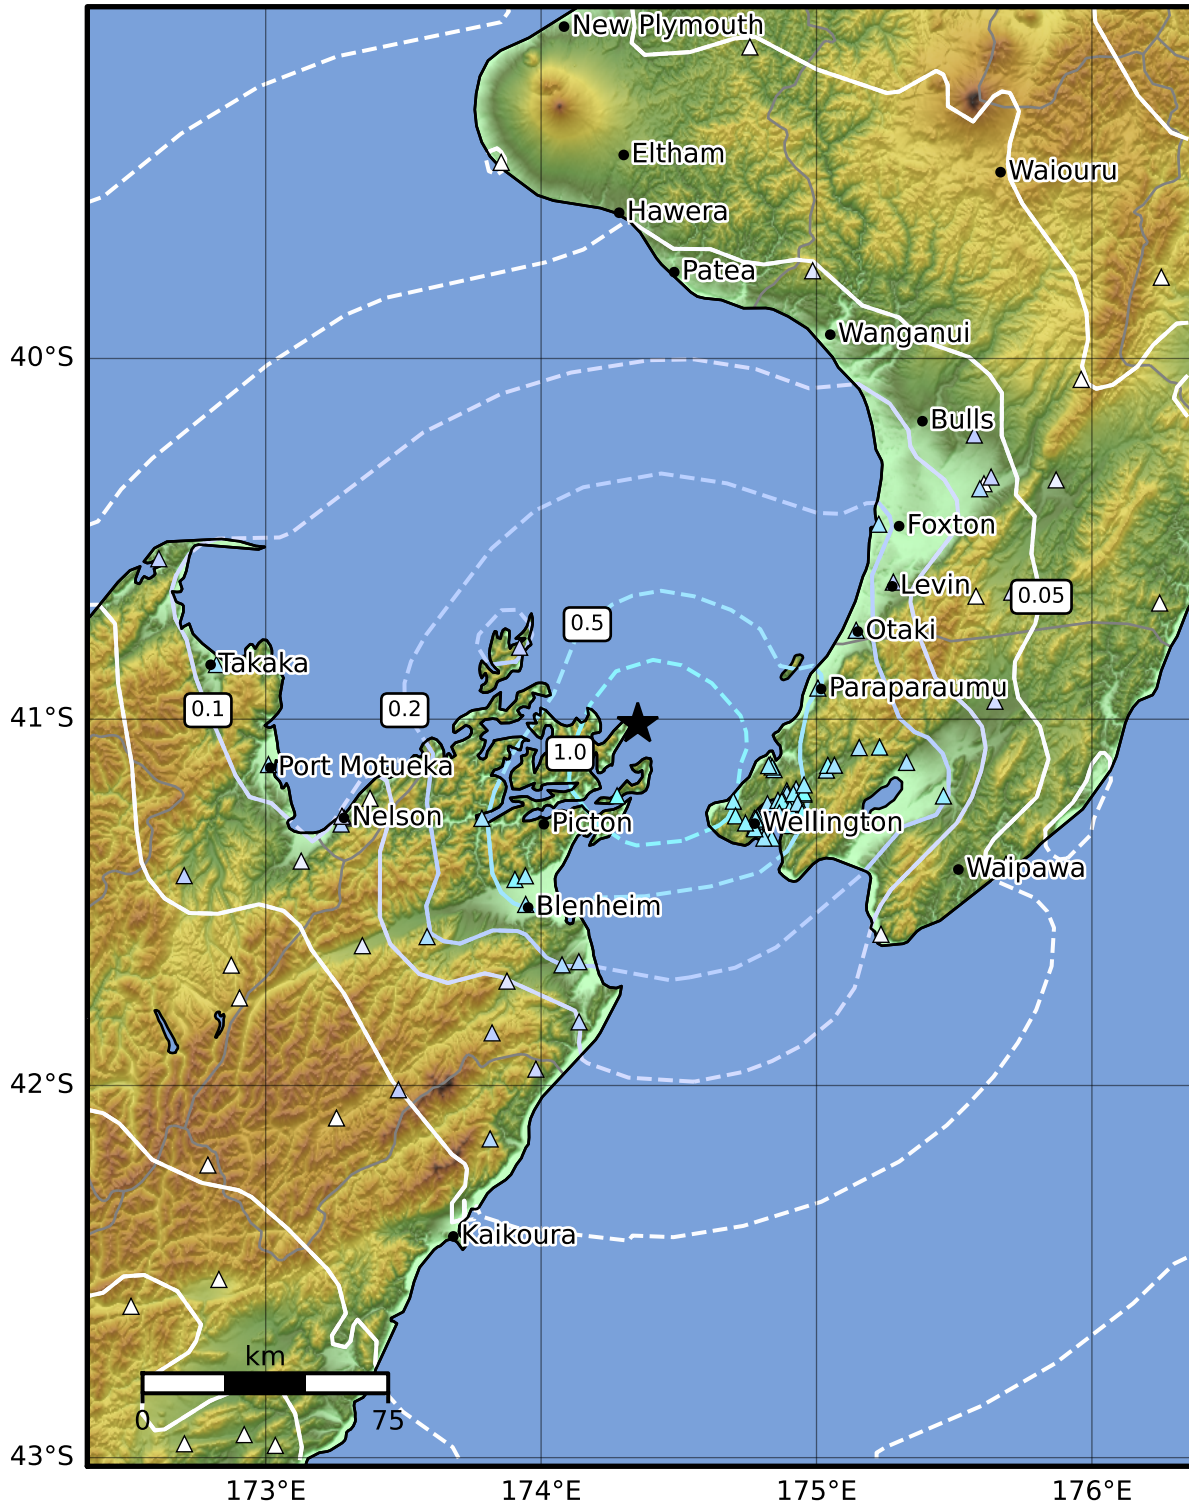 New Plymouth
Eltham
Waiouru
Hawera
Patea
Wanganui
40°S
Bulls
Foxton
Levin
0.05
0.5
Otaki
Takaka
Paraparaumu
0.1
0.2
41°S
1.0
Port Motueka
Nelson
Picton
Wellington
Waipawa
Blenheim
42°S
Kaikoura
km
0
75
43°S
173°E
174°E
175°E
176°E